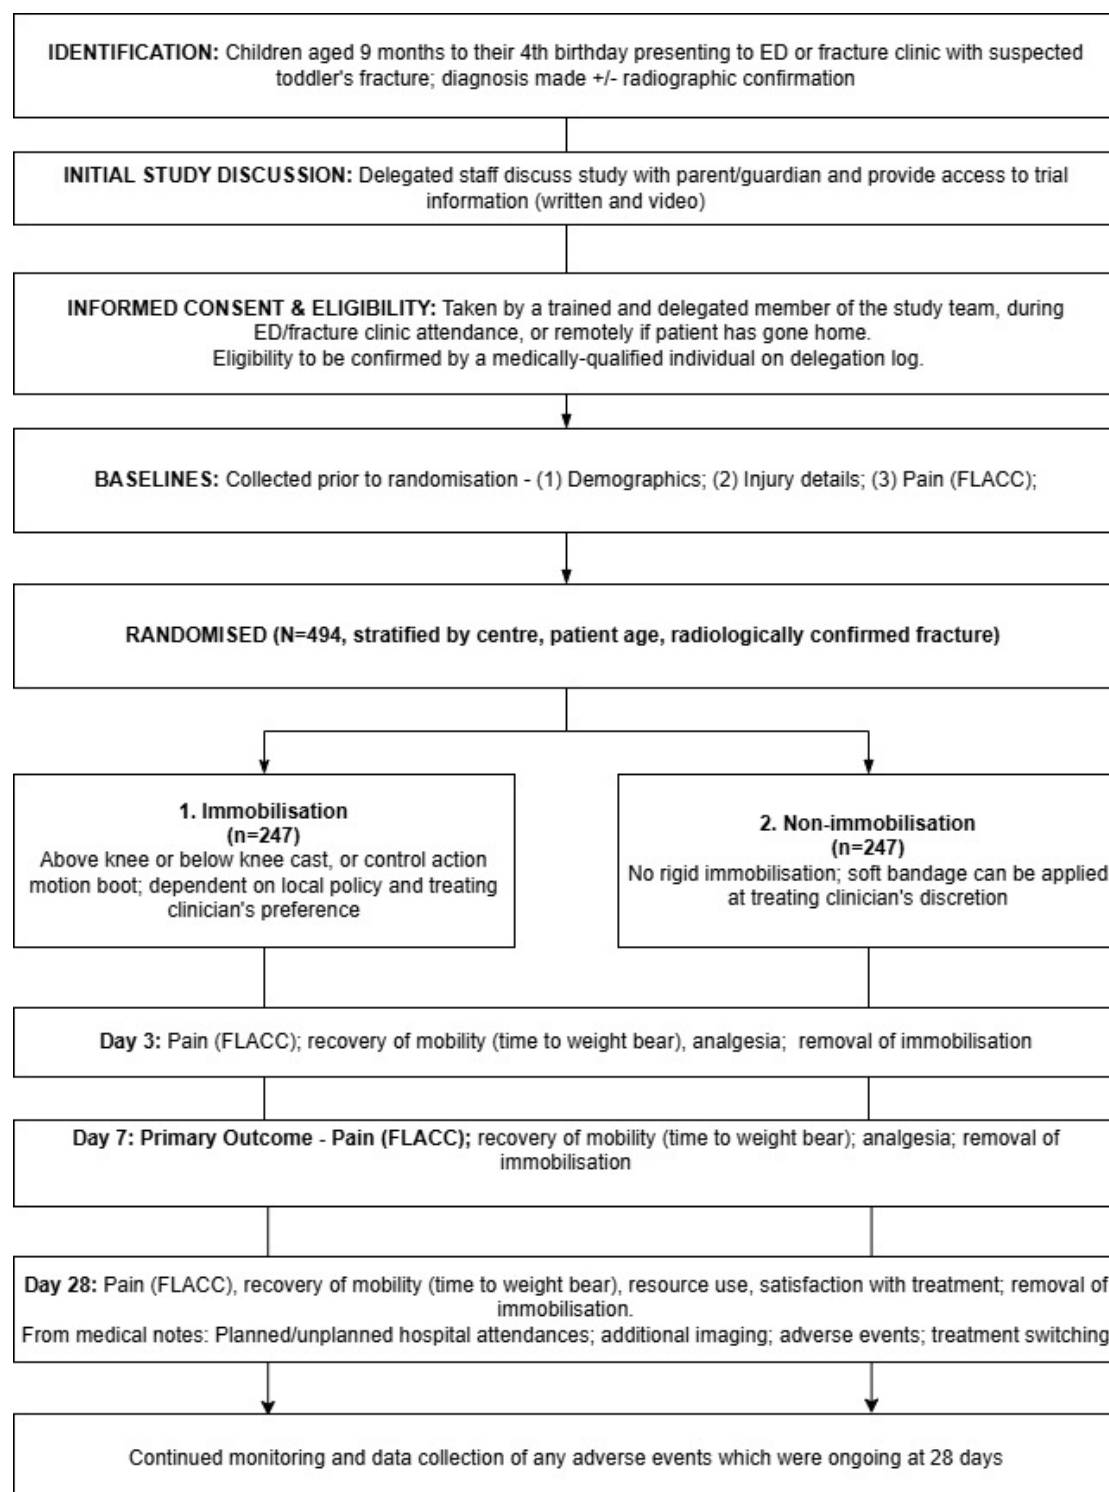 IDENTIFICATION: Children aged 9 months to their 4th birthday presenting to ED or fracture clinic with suspected
toddler's fracture; diagnosis made +/- radiographic confirmation
INITIAL STUDY DISCUSSION: Delegated staff discuss study with parent/guardian and provide access to trial
information (written and video)
INFORMED CONSENT & ELIGIBILITY: Taken by a trained and delegated member of the study team, during
ED/fracture clinic attendance, or remotely if patient has gone home.
Eligibility to be confirmed by a medically-qualified individual on delegation log.
BASELINES: Collected prior to randomisation - (1) Demographics; (2) Injury details; (3) Pain (FLACC);
RANDOMISED (N=494, stratified by centre, patient age, radiologically confirmed fracture)
1. Immobilisation
(n=247)
Above knee or below knee cast, or control action
motion boot; dependent on local policy and treating
clinician's preference
2. Non-immobilisation
(n=247)
No rigid immobilisation; soft bandage can be applied
at treating clinician's discretion
Day 3: Pain (FLACC); recovery of mobility (time to weight bear), analgesia; removal of immobilisation
Day 7: Primary Outcome - Pain (FLACC); recovery of mobility (time to weight bear); analgesia; removal of
immobilisation
Day 28: Pain (FLACC), recovery of mobility (time to weight bear), resource use, satisfaction with treatment; removal of
immobilisation.
From medical notes: Planned/unplanned hospital attendances; additional imaging; adverse events; treatment switching
Continued monitoring and data collection of any adverse events which were ongoing at 28 days